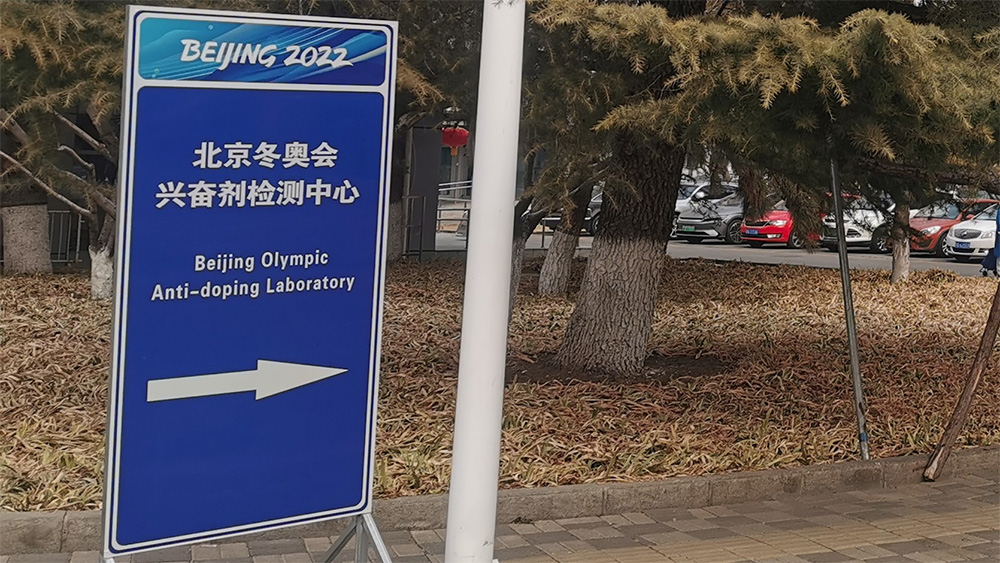 BEIJING 2022
北京冬奥会
兴奋剂检测中心
Beijing Olympic
Anti-doping Laboratory